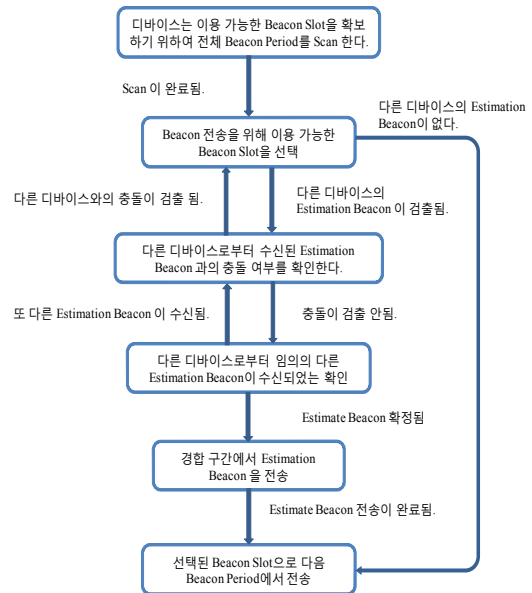 디바이스는 이용 가능한 Beacon Slot을 확보
하기 위하여 전체 Beacon Period를 Scan 한다.
Scan 이 완료됨.
다른 디바이스의 Estimation
Beacon이 없다.
Beacon 전송을 위해 이용 가능한
Beacon Slot을 선택
다른 디바이스와의 충돌이 검출 됨.
다른 디바이스의
Estimation Beacon 이 검출됨.
다른 디바이스로부터 수신된 Estimation
Beacon 과의 충돌 여부를 확인한다.
또 다른 Estimation Beacon 이 수신됨.
충돌이 검출 안됨.
다른 디바이스로부터 임의의 다른
Estimation Beacon이 수신되었는 확인
Estimate Beacon 확정됨
경합 구간에서 Estimation
Beacon 을 전송
Estimate Beacon 전송이 완료됨.
선택된 Beacon Slot으로 다음
Beacon Period에서 전송